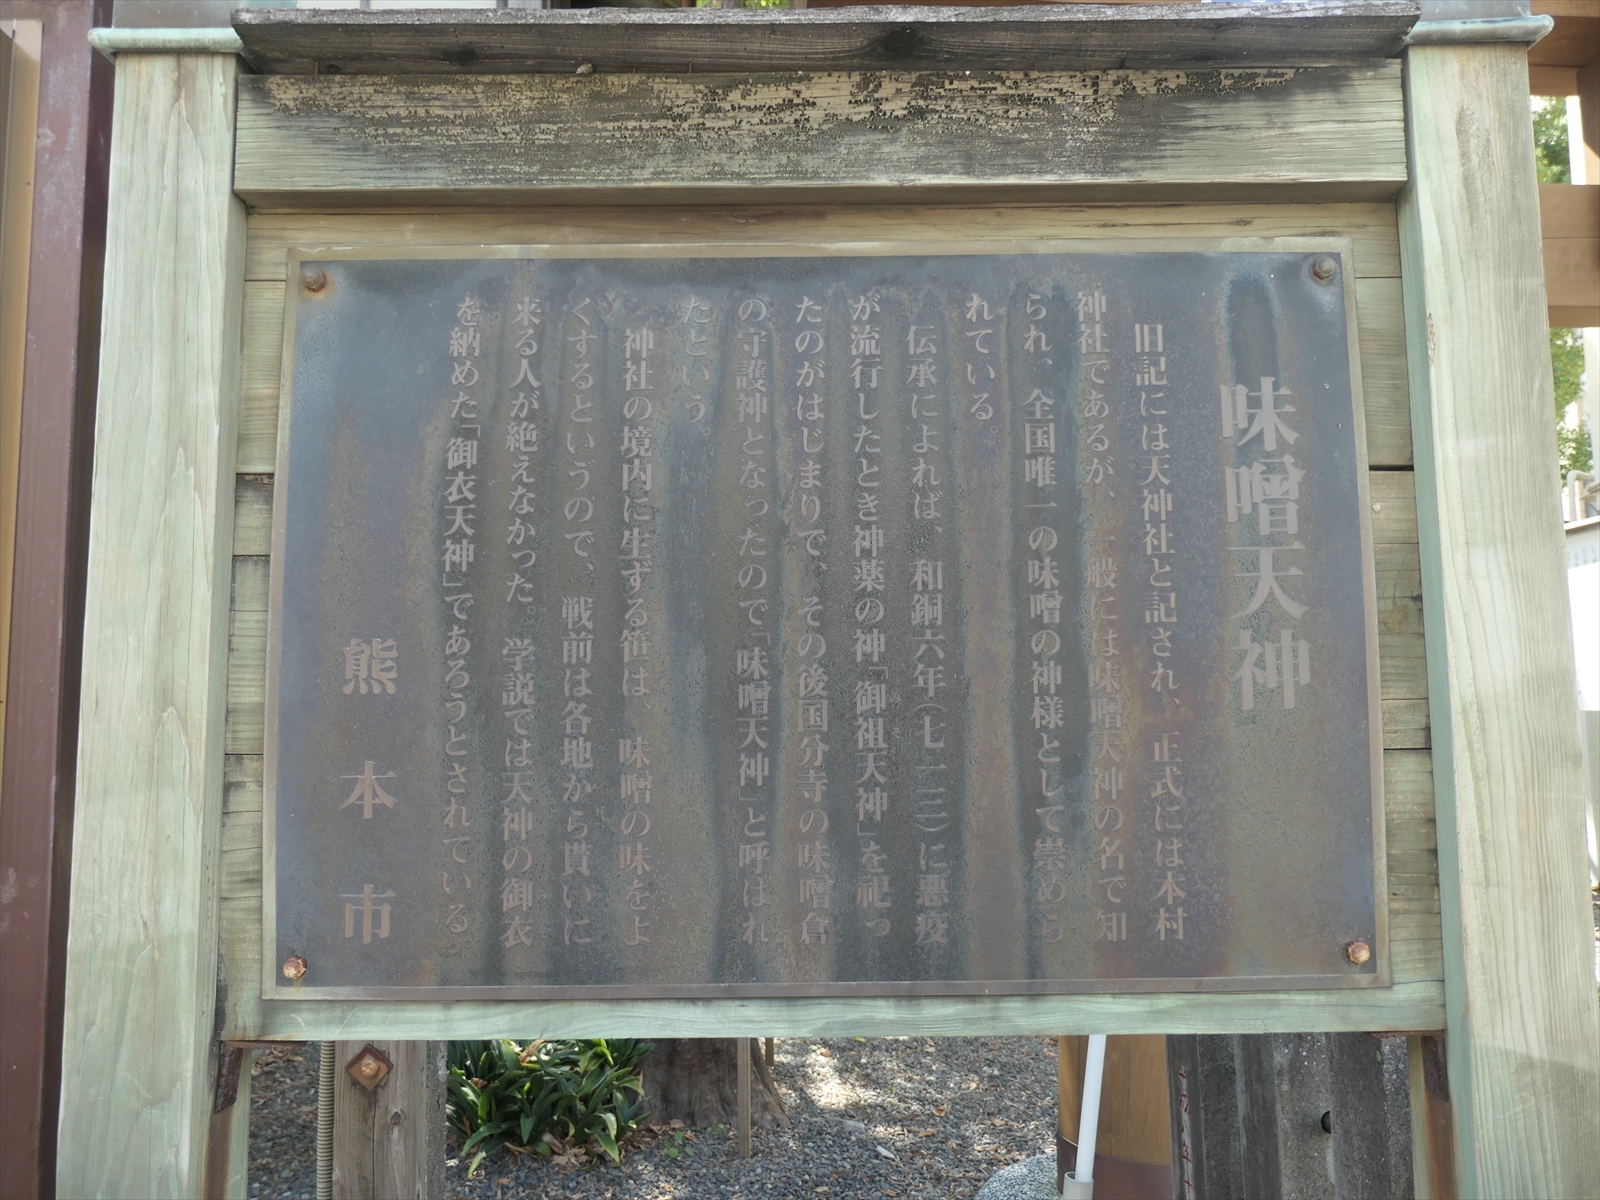 味噌天神
旧記には天神社と記され、正式には本村
神社であるが、一般には味噌天神の名で知
られ、全国唯一の味噌の神様として崇めら
れている。
伝承によれば、和銅六年(七一三)に悪疫
が流行したとき神薬の神「御祖天神」を祀っ
たのがはじまりで、その後国分寺の味噌倉
の守護神となったので「味噌天神」と呼ばれ
たという。
神社の境内に生ずる笹は、味噌の味をよ
くするというので、戦前は各地から貰いに
来る人が絶えなかった。学説では天神の御衣
を納めた「御衣天神」であろうとされている。
熊本市